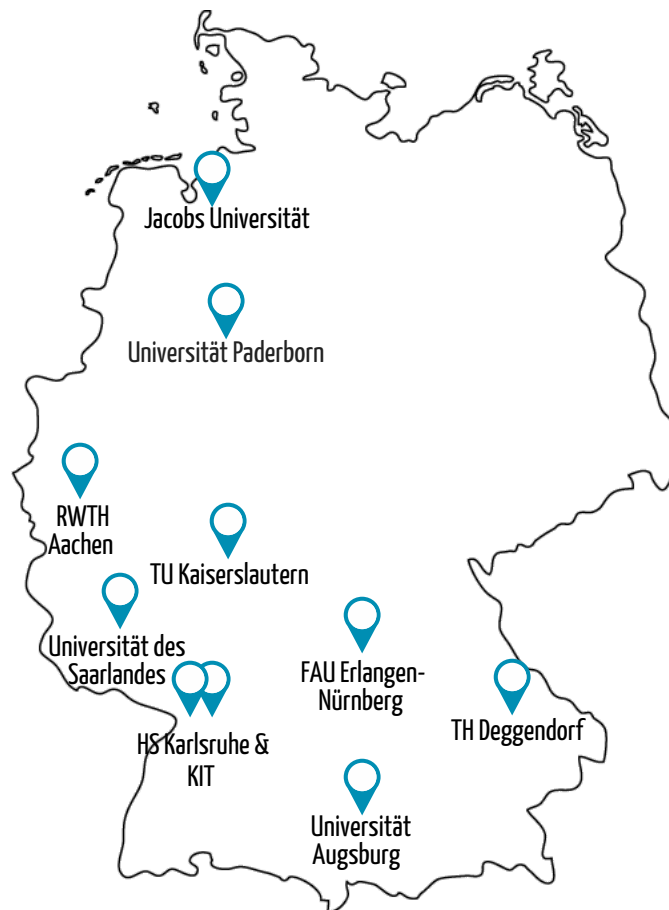 Jacobs Universität
Universität Paderborn
RWTH
Aachen
TU Kaiserslautern
Universität des
Saarlandes
FAU Erlangen-
Nürnberg
TH Deggendorf
HS Karlsruhe &
KIT
Universität
Augsburg